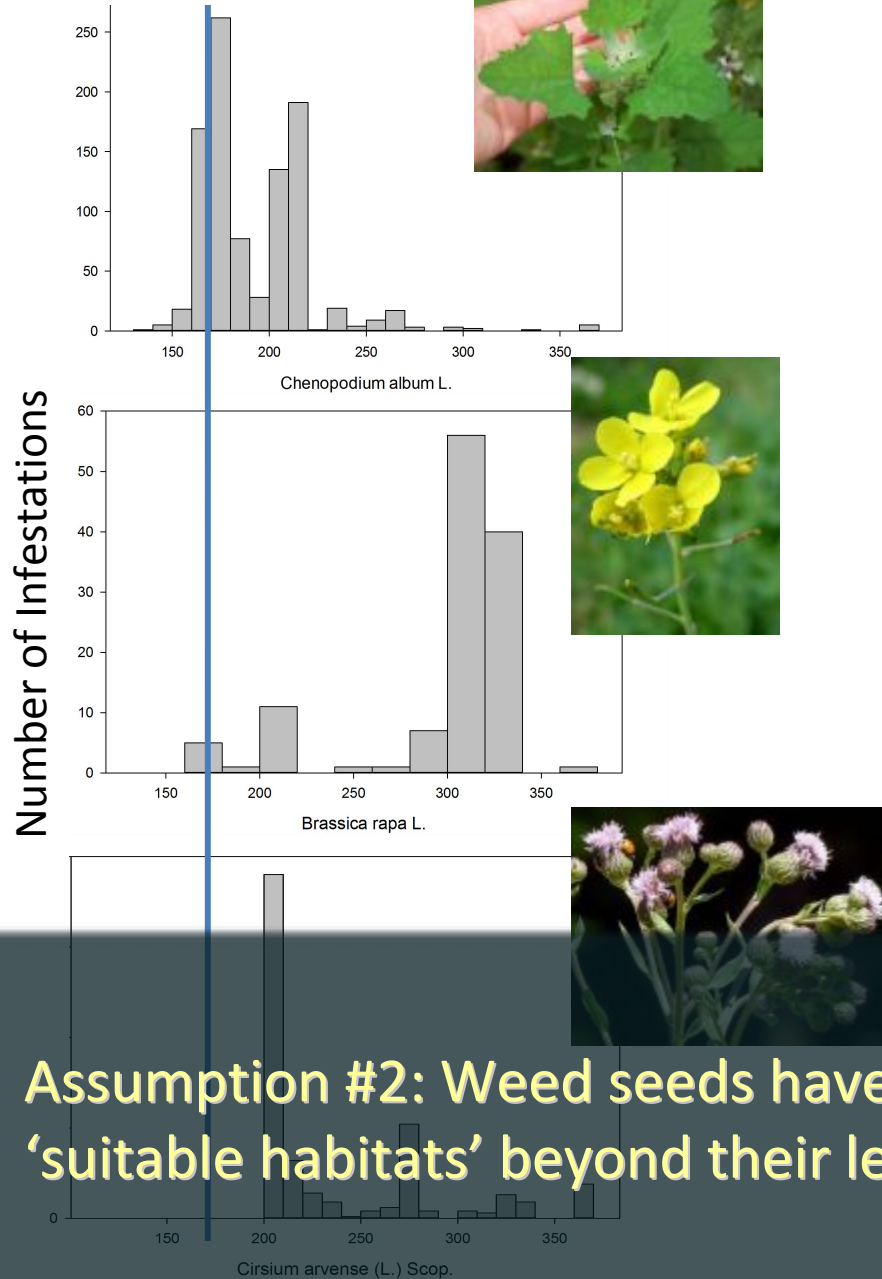 250
200
150
100
50
0
150 200 250 300 350
Chenopodium album L.
Number of Infestations
60
50
40
30
20
10
0
150 200 250 300 350
Brassica rapa L.
Assumption #2: Weed seeds have
‘suitable habitats’ beyond their le
0
150 200 250 300 350
Cirsium arvense (L.) Scop.